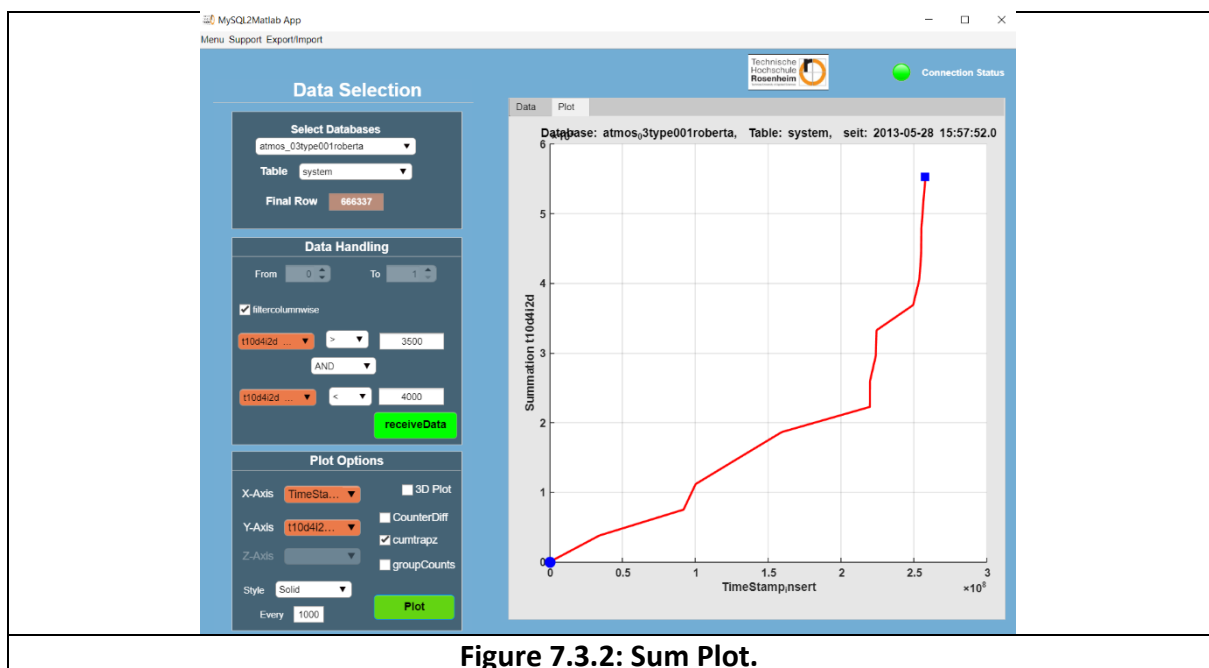 MySQL2Matlab App
Menu Support Export/Import
Data Selection
Technische
Hochschule
Rosenheim
Connection Status
Select Databases
atmos_03type001roberta
Table system
Final Row 666337
Data Handling
From 0 To 1
filtercolumnwise
t10d4i2d ... > 3500
AND
t10d4i2d ... < 4000
receiveData
Plot Options
X-Axis TimeSta... 3D Plot
CounterDiff
Y-Axis t10d4i2...
cumtrapz
Z-Axis
groupCounts
Style Solid
Every 1000 Plot
Data Plot
Database: atmos₀3type001roberta, Table: system, seit: 2013-05-28 15:57:52.0
6
5
4
3
2
1
0
Summation t10d4i2d
0 0.5 1 1.5 2 2.5 3
TimeStampᵢnsert ×10⁸
Figure 7.3.2: Sum Plot.